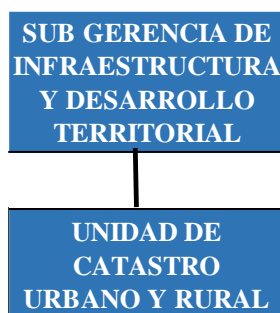 SUB GERENCIA DE
INFRAESTRUCTURA
Y DESARROLLO
TERRITORIAL
UNIDAD DE
CATASTRO
URBANO Y RURAL